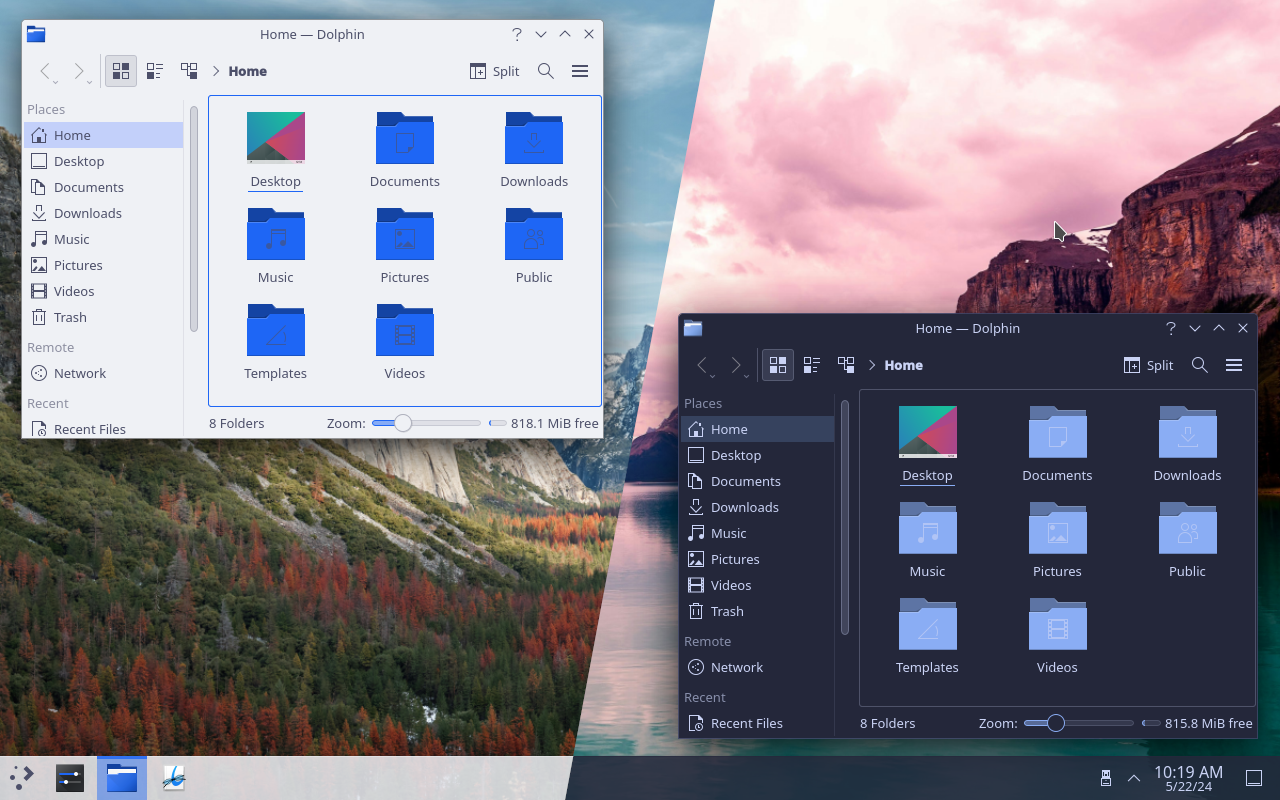 Home — Dolphin
Home
Split
Places
Home
Desktop
Documents
Downloads
Music
Pictures
Videos
Trash
Remote
Network
Recent
Recent Files
Desktop
Documents
Downloads
Music
Pictures
Public
Templates
Videos
8 Folders
Zoom:
818.1 MiB free
Home — Dolphin
Home
Split
Places
Home
Desktop
Documents
Downloads
Music
Pictures
Videos
Trash
Remote
Network
Recent
Recent Files
Desktop
Documents
Downloads
Music
Pictures
Public
Templates
Videos
8 Folders
Zoom:
815.8 MiB free
10:19 AM
5/22/24